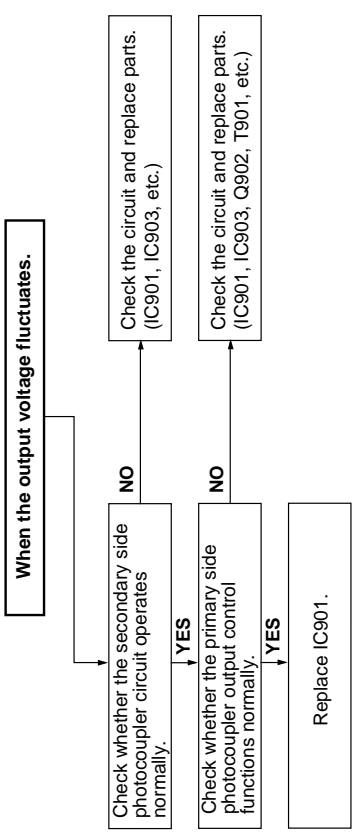 When the output voltage fluctuates.
Check whether the secondary side
photocoupler circuit operates
normally.
NO
Check the circuit and replace parts.
(IC901, IC903, etc.)
YES
Check whether the primary side
photocoupler output control
functions normally.
NO
Check the circuit and replace parts.
(IC901, IC903, Q902, T901, etc.)
YES
Replace IC901.